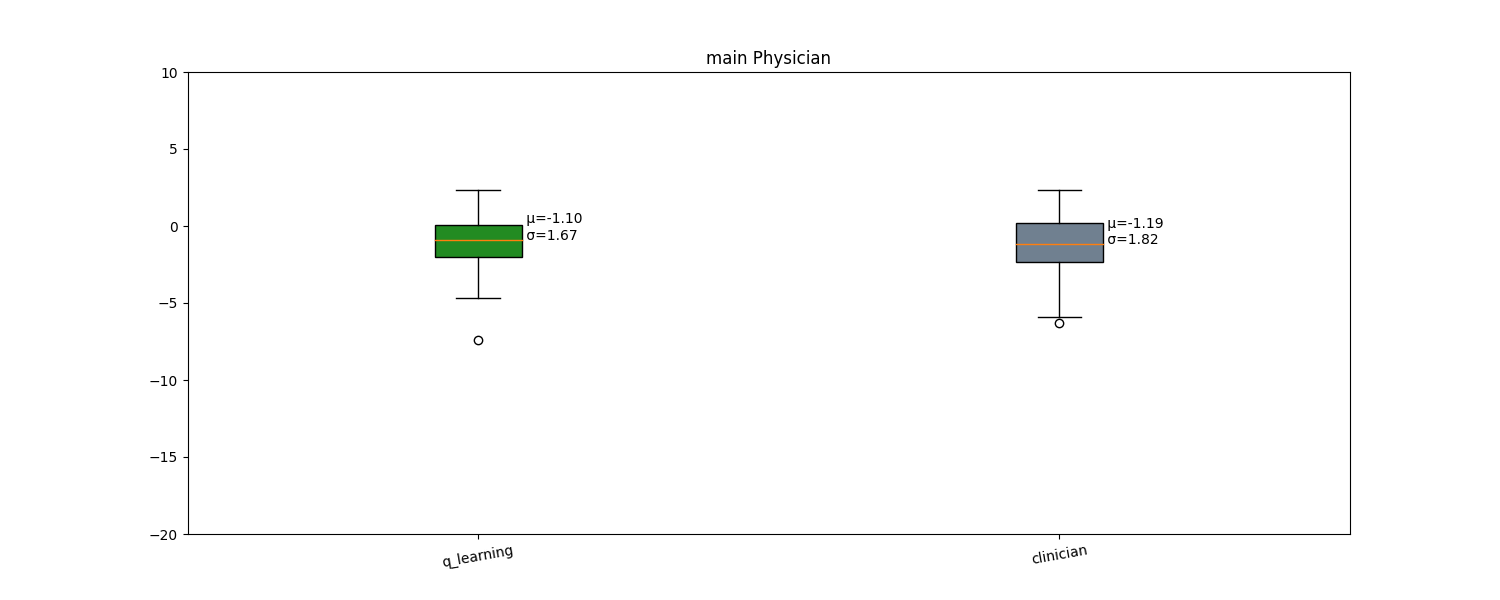 main Physician
10
5
0
−5
−10
−15
−20
μ=-1.10
σ=1.67
μ=-1.19
σ=1.82
q_learning
clinician